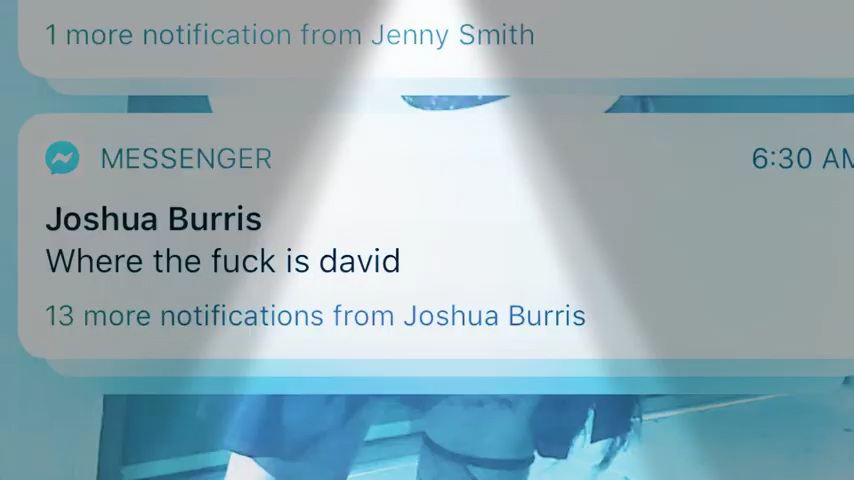 1 more notification from Jenny Smith
MESSENGER
6:30 AM
Joshua Burris
Where the fuck is david
13 more notifications from Joshua Burris